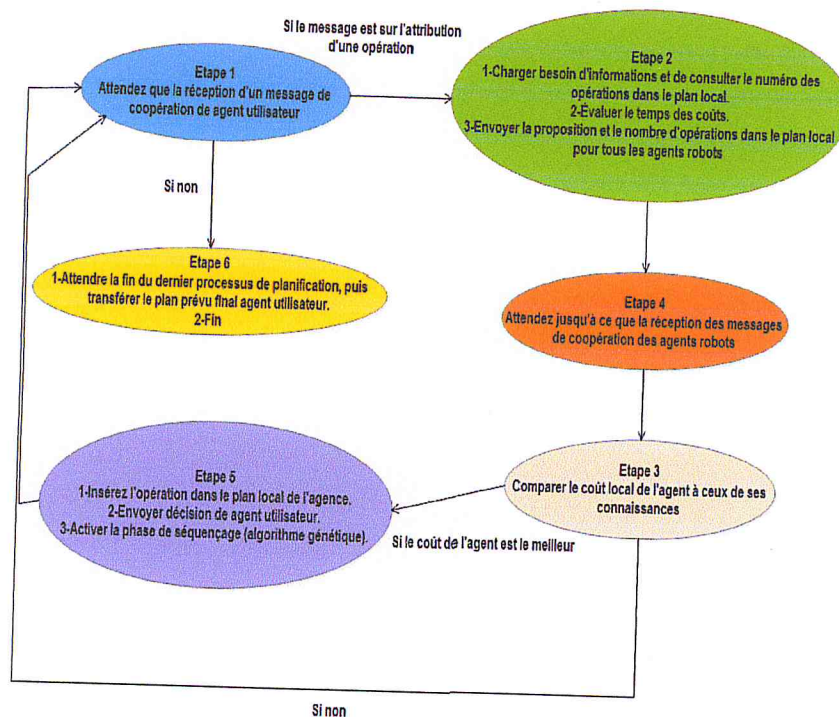 Si le message est sur l'attribution
d'une opération
Etape 1
Attendez que la réception d'un message de
coopération de agent utilisateur
Etape 2
1-Charger besoin d'informations et de consulter le numéro des
opérations dans le plan local.
2-Évaluer le temps des coûts.
3-Envoyer la proposition et le nombre d'opérations dans le plan local
pour tous les agents robots
Si non
Etape 6
1-Attendre la fin du dernier processus de planification, puis
transférer le plan prévu final agent utilisateur.
2-Fin
Etape 4
Attendez jusqu'à ce que la réception des messages
de coopération des agents robots
Etape 5
1-Insérez l'opération dans le plan local de l'agence.
2-Envoyer décision de agent utilisateur.
3-Activer la phase de séquençage (algorithme génétique).
Etape 3
Comparer le coût local de l'agent à ceux de ses
connaissances
Si le coût de l'agent est le meilleur
Si non